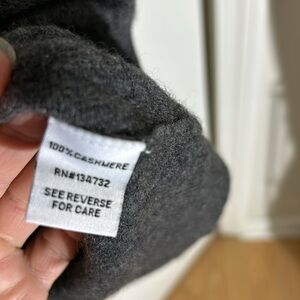 100% CASHMERE
RN#134732
SEE REVERSE
FOR CARE